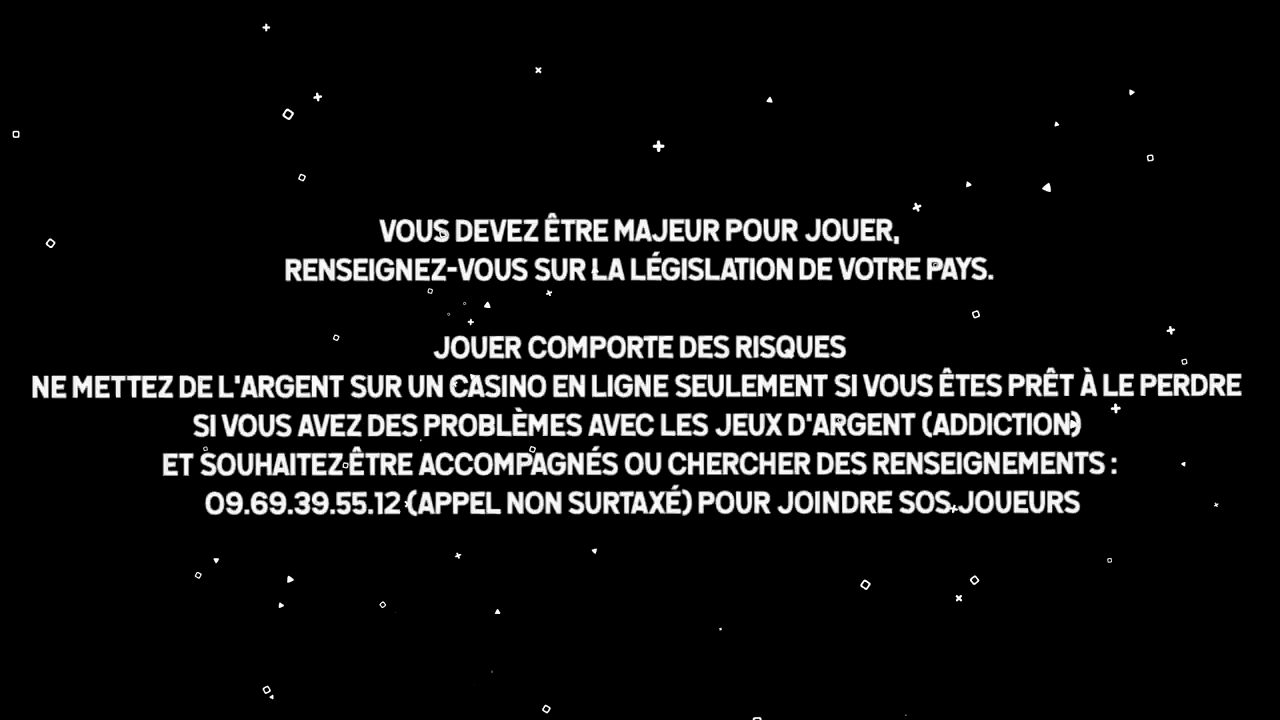 VOUS DEVEZ ÊTRE MAJEUR POUR JOUER,
RENSEIGNEZ-VOUS SUR LA LÉGISLATION DE VOTRE PAYS.
JOUER COMPORTE DES RISQUES
NE METTEZ DE L'ARGENT SUR UN CASINO EN LIGNE SEULEMENT SI VOUS ÊTES PRÊT À LE PERDRE
SI VOUS AVEZ DES PROBLÈMES AVEC LES JEUX D'ARGENT (ADDICTION)
ET SOUHAITEZ ÊTRE ACCOMPAGNÉS OU CHERCHER DES RENSEIGNEMENTS :
09.69.39.55.12 (APPEL NON SURTAXÉ) POUR JOINDRE SOS JOUEURS